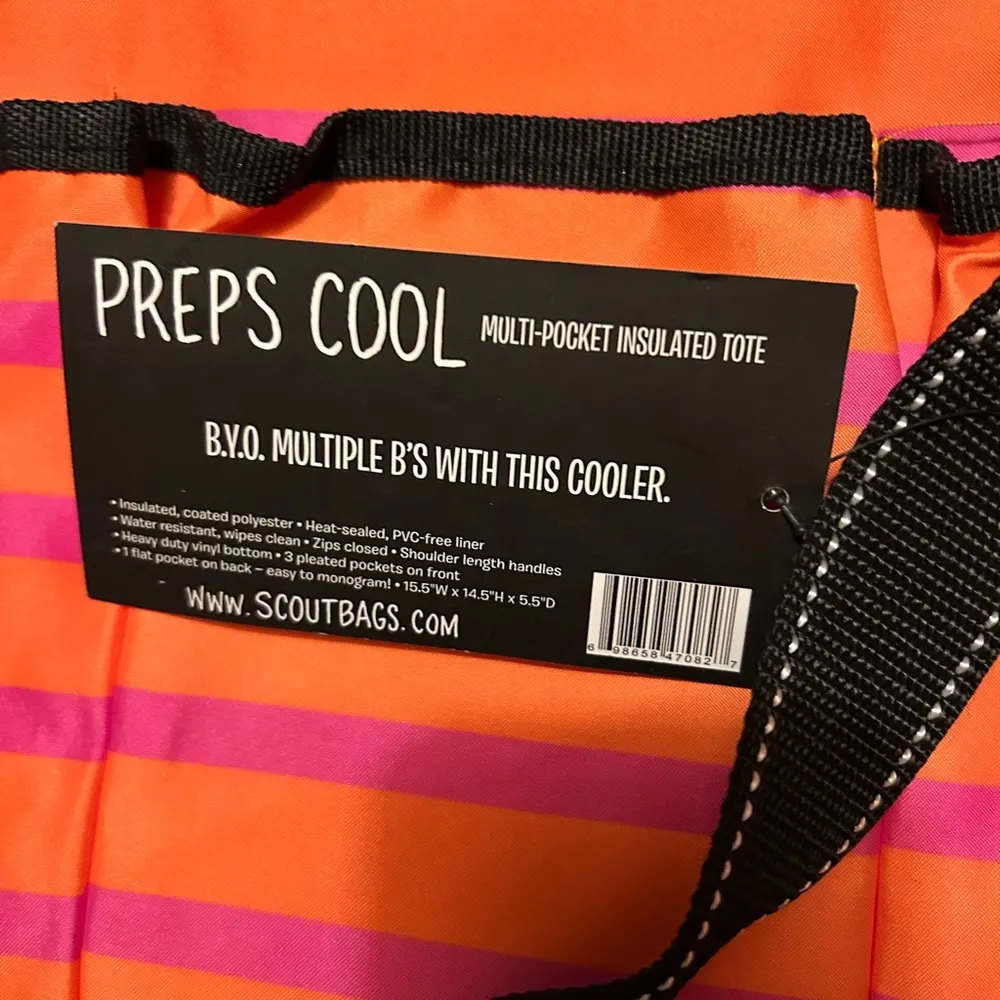 PREPS COOL MULTI-POCKET INSULATED TOTE
B.Y.O. MULTIPLE B'S WITH THIS COOLER.
• Insulated, coated polyester • Heat-sealed, PVC-free liner
• Water resistant, wipes clean • Zips closed • Shoulder length handles
• Heavy duty vinyl bottom • 3 pleated pockets on front
• 1 flat pocket on back – easy to monogram! • 15.5"W x 14.5"H x 5.5"D
WWW.SCOUTBAGS.COM
6 98658 47082 7